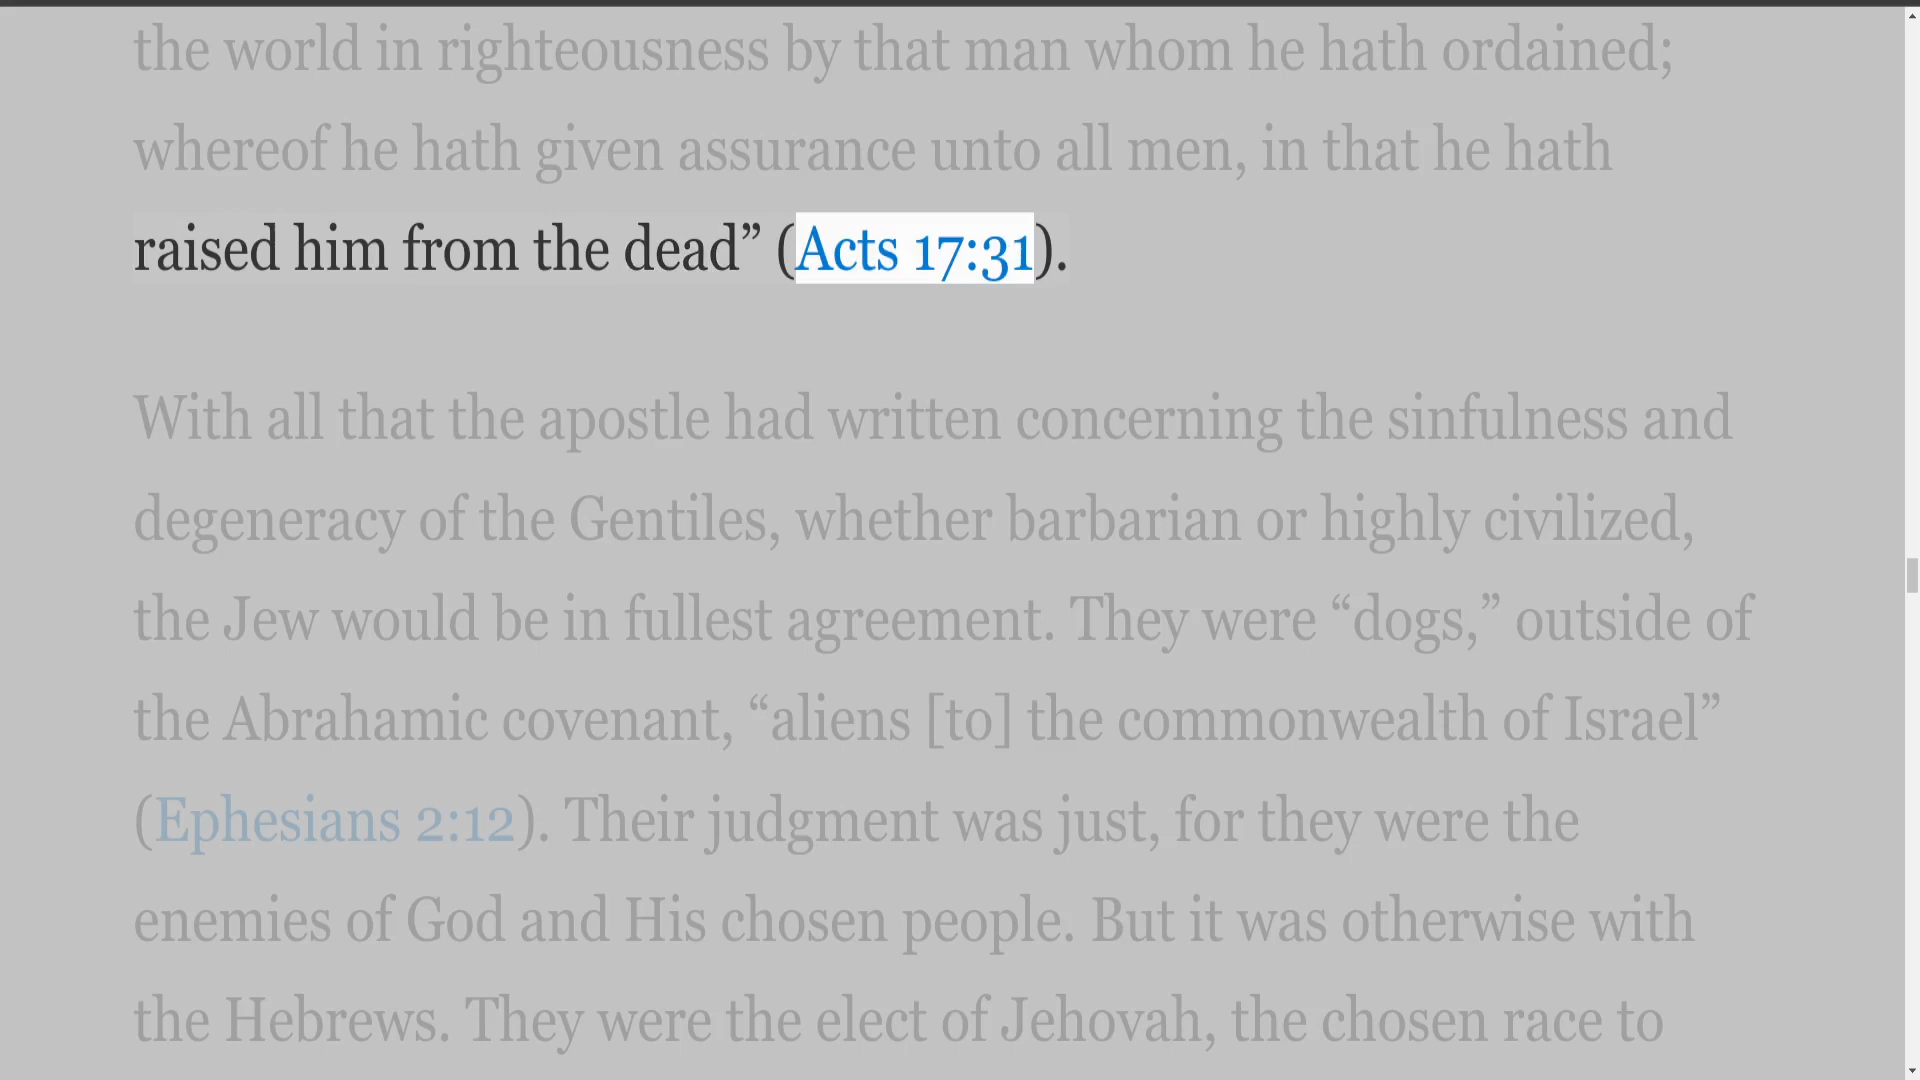 the world in righteousness by that man whom he hath ordained;
whereof he hath given assurance unto all men, in that he hath
raised him from the dead” (Acts 17:31).
With all that the apostle had written concerning the sinfulness and
degeneracy of the Gentiles, whether barbarian or highly civilized,
the Jew would be in fullest agreement. They were “dogs,” outside of
the Abrahamic covenant, “aliens [to] the commonwealth of Israel”
(Ephesians 2:12). Their judgment was just, for they were the
enemies of God and His chosen people. But it was otherwise with
the Hebrews. They were the elect of Jehovah, the chosen race to